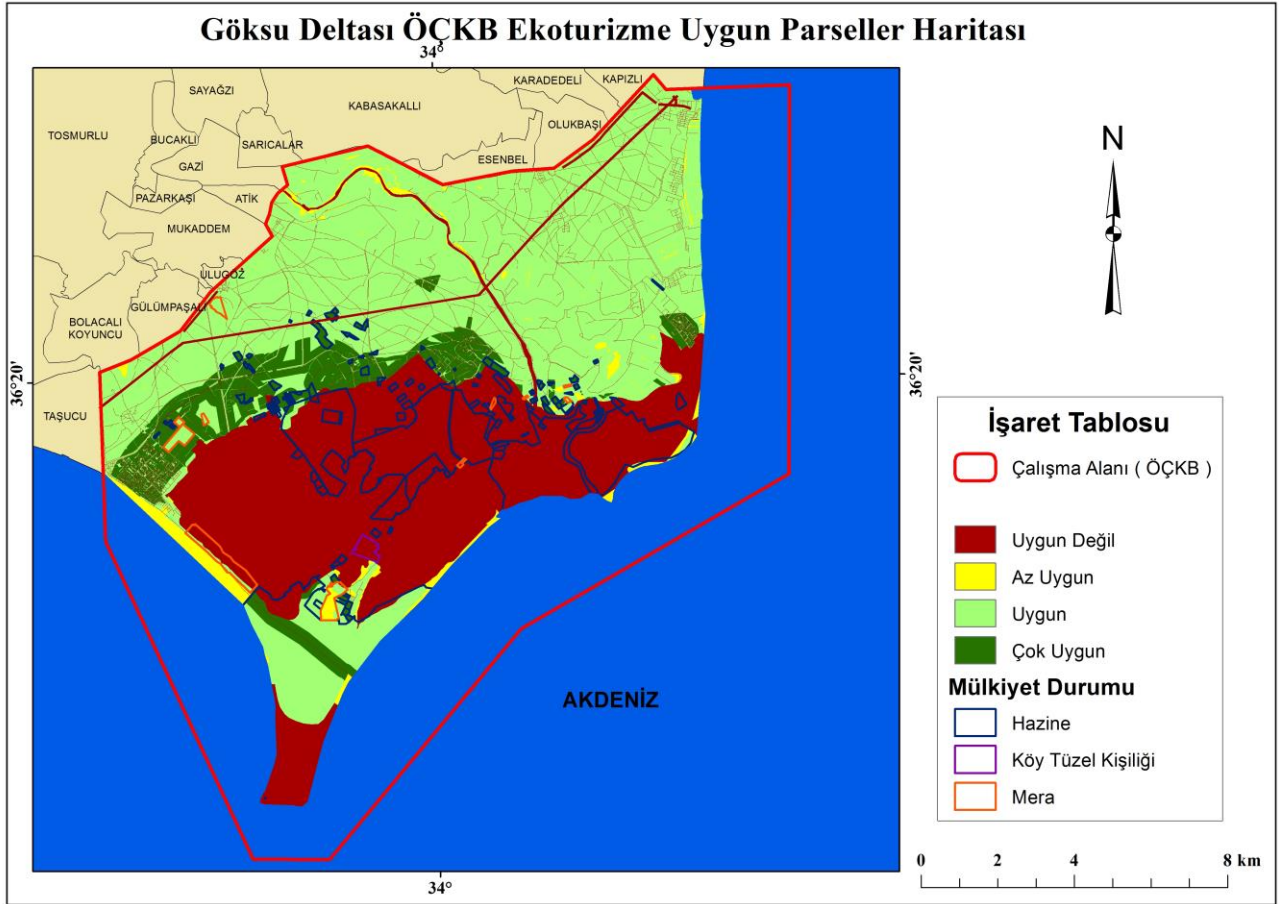 Göksu Deltası ÖÇKB Ekoturizme Uygun Parseller Haritası
34°
KARADEDELİ
KAPIZLI
SAYAĞZI
KABASAKALLI
OLUKBAŞI
TOSMURLU
BUCAKLI
SARICALAR
GAZİ
ESENBEL
PAZARKAŞI
ATİK
MUKADDEM
ULUGÖZ
GÜLÜMPAŞALI
BOLACALI
KOYUNCU
TAŞUCU
36°20'
36°20'
AKDENİZ
34°
N
İşaret Tablosu
Çalışma Alanı ( ÖÇKB )
Uygun Değil
Az Uygun
Uygun
Çok Uygun
Mülkiyet Durumu
Hazine
Köy Tüzel Kişiliği
Mera
0 2 4 8 km